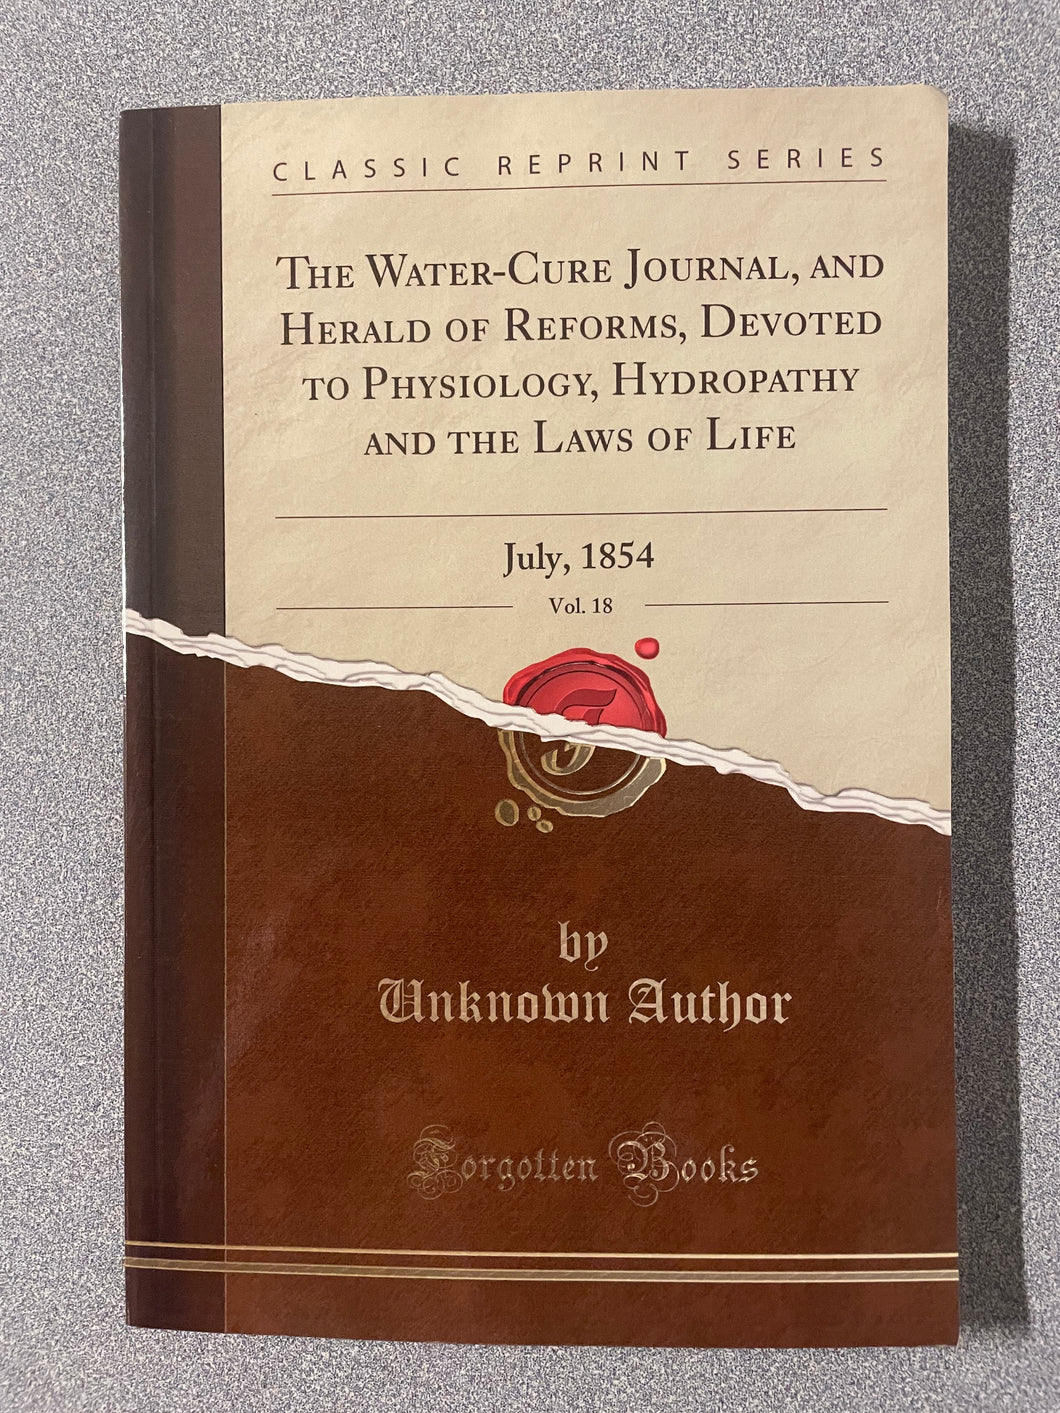 CLASSIC REPRINT SERIES
THE WATER-CURE JOURNAL, AND
HERALD OF REFORMS, DEVOTED
TO PHYSIOLOGY, HYDROPATHY
AND THE LAWS OF LIFE
July, 1854
Vol. 18
by
Unknown Author
Forgotten Books